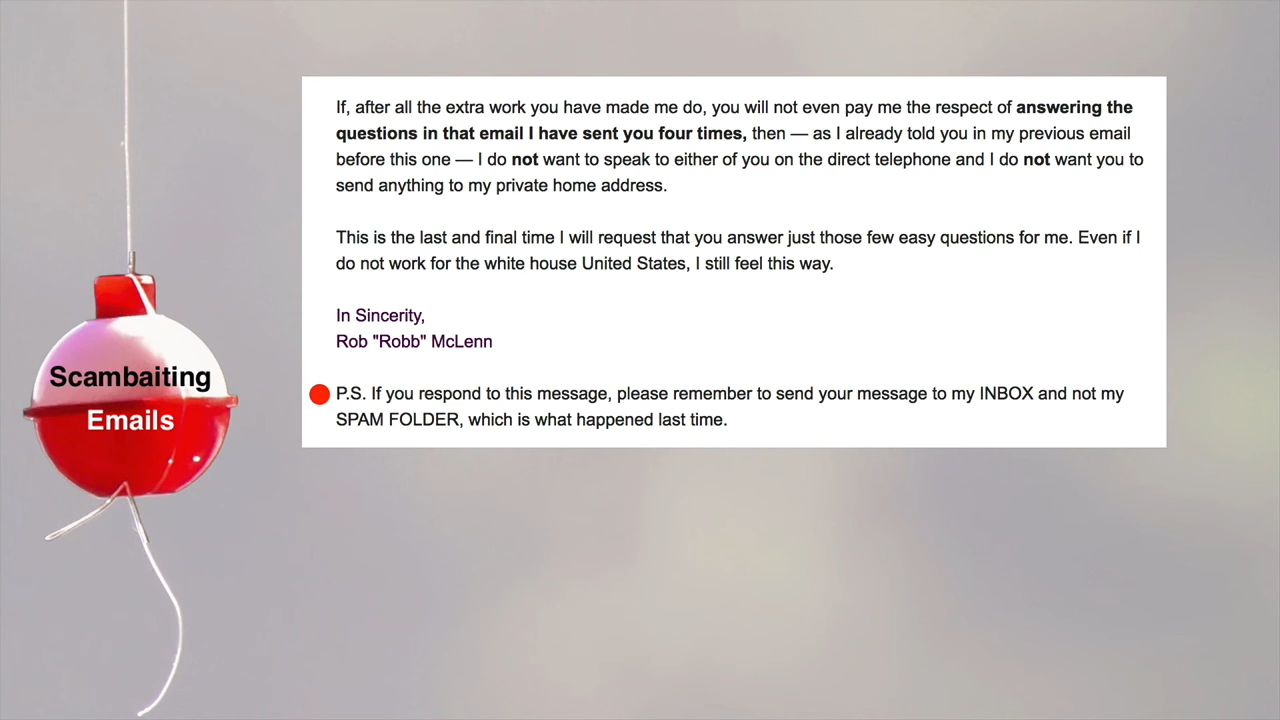 Scambaiting
Emails
If, after all the extra work you have made me do, you will not even pay me the respect of answering the
questions in that email I have sent you four times, then — as I already told you in my previous email
before this one — I do not want to speak to either of you on the direct telephone and I do not want you to
send anything to my private home address.
This is the last and final time I will request that you answer just those few easy questions for me. Even if I
do not work for the white house United States, I still feel this way.
In Sincerity,
Rob "Robb" McLenn
P.S. If you respond to this message, please remember to send your message to my INBOX and not my
SPAM FOLDER, which is what happened last time.